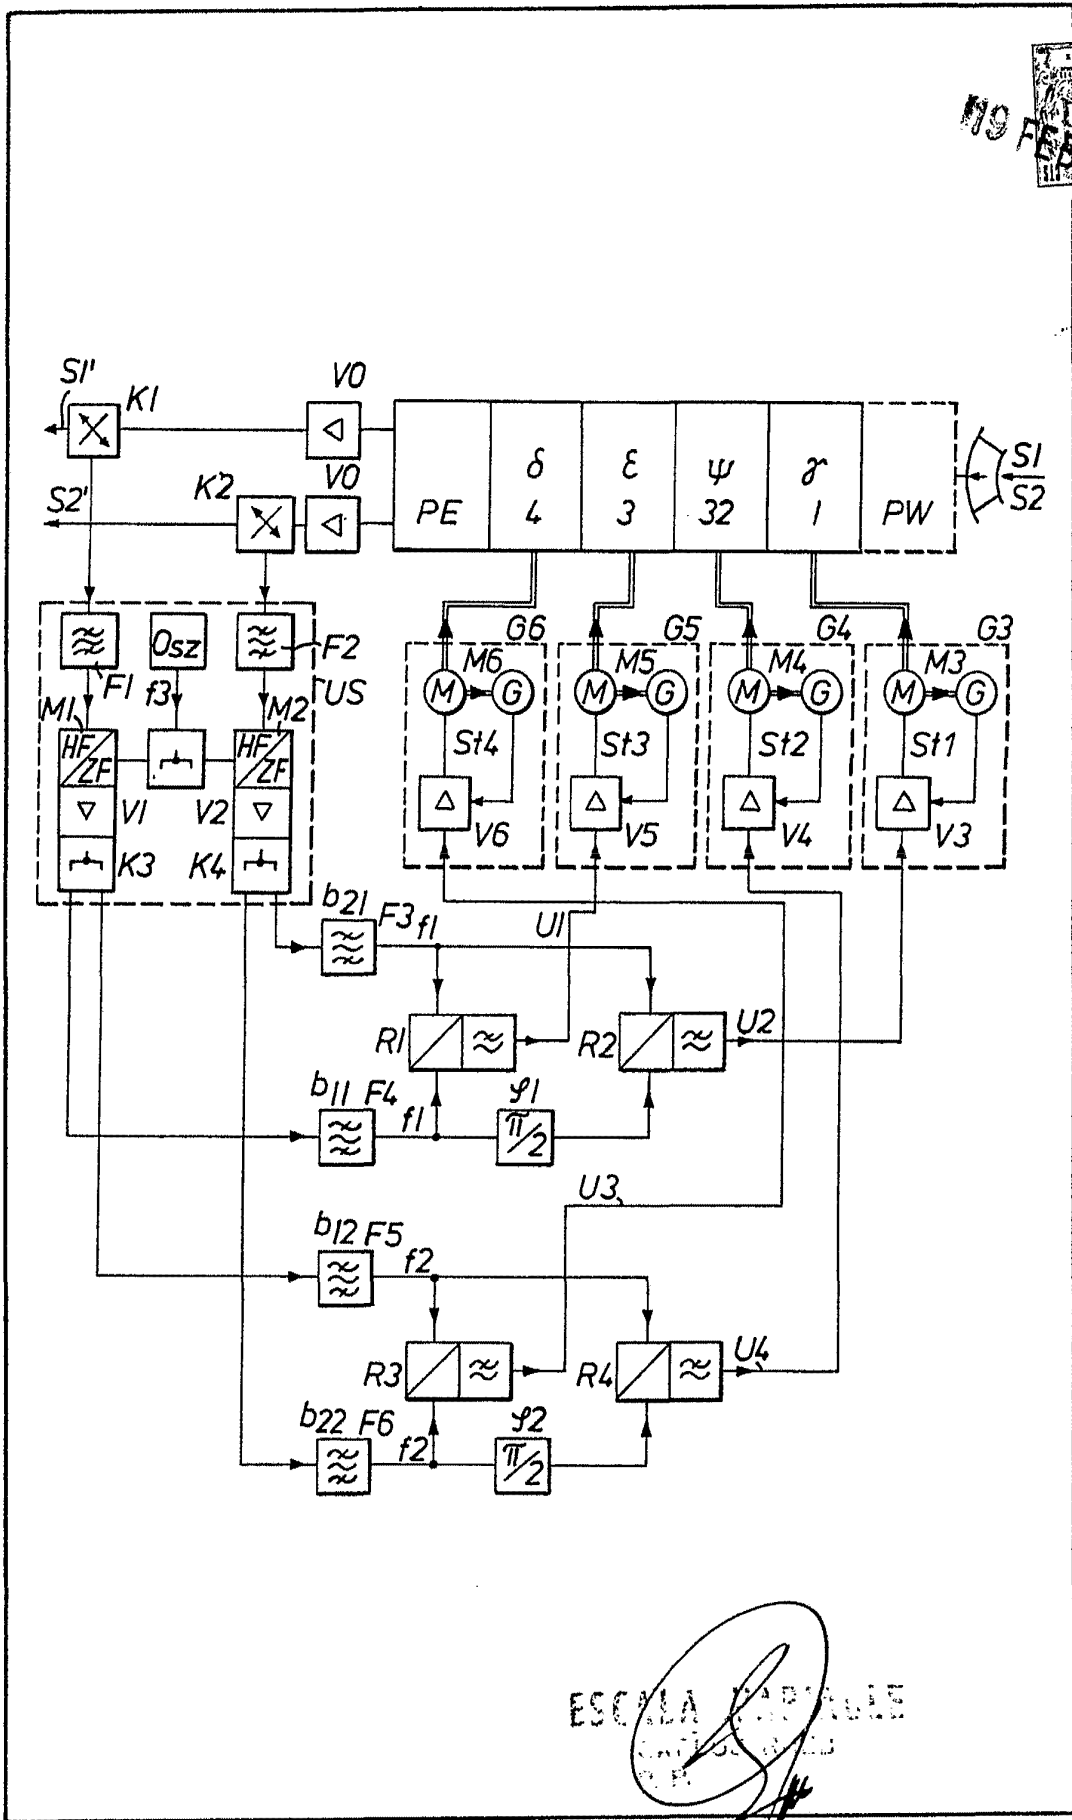 19 FEB
S1' K1 V0
S2' K2 V0
PE δ 4 ε 3 ψ 32 γ 1 PW
S1
S2
Osz
F1 f3 F2
US
M1 M2
HF/ZF HF/ZF
V1 V2
K3 K4
G6 G5 G4 G3
M6 M5 M4 M3
M G M G M G M G
St4 St3 St2 St1
V6 V5 V4 V3
b21 F3 f1 U1
R1 R2 U2
b11 F4 f1 φ1
π/2
U3
b12 F5 f2
R3 R4 U4
b22 F6 f2 φ2
π/2
ESCALA VARIABLE